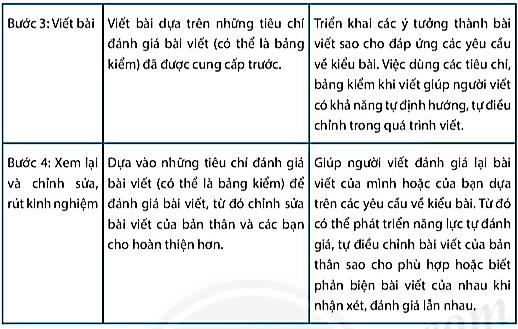 Bước 3: Viết bài
Viết bài dựa trên những tiêu chí
đánh giá bài viết (có thể là bảng
kiểm) đã được cung cấp trước.
Triển khai các ý tưởng thành bài
viết sao cho đáp ứng các yêu cầu
về kiểu bài. Việc dùng các tiêu chí,
bảng kiểm khi viết giúp người viết
có khả năng tự định hướng, tự điều
chỉnh trong quá trình viết.
Bước 4: Xem lại
và chỉnh sửa,
rút kinh nghiệm
Dựa vào những tiêu chí đánh giá
bài viết (có thể là bảng kiểm) để
đánh giá bài viết, từ đó chỉnh sửa
bài viết của bản thân và các bạn
cho hoàn thiện hơn.
Giúp người viết đánh giá lại bài
viết của mình hoặc của bạn dựa
trên các yêu cầu về kiểu bài. Từ đó
có thể phát triển năng lực tự đánh
giá, tự điều chỉnh bài viết của bản
thân sao cho phù hợp hoặc biết
phản biện bài viết của nhau khi
nhận xét, đánh giá lẫn nhau.